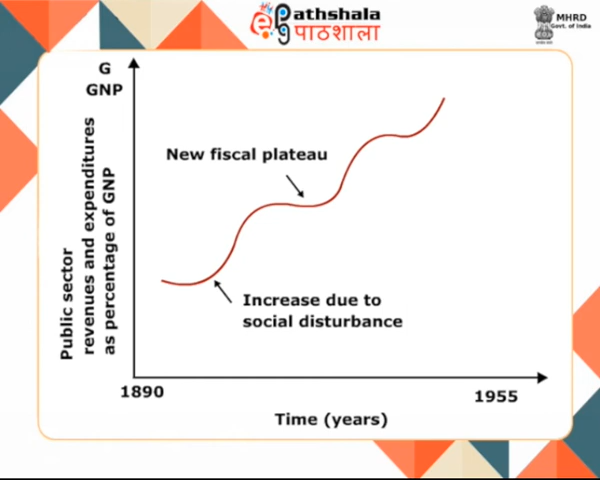 ePathshala
पाठशाला
MHRD
Govt. of India
G
GNP
Public sector
revenues and expenditures
as percentage of GNP
New fiscal plateau
Increase due to
social disturbance
1890
1955
Time (years)